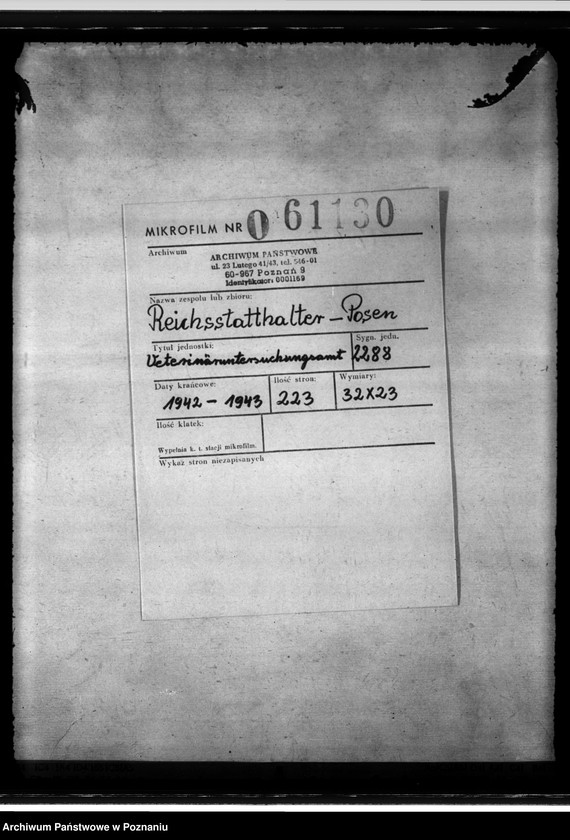 MIKROFILM NR 0 61130
Archiwum
ARCHIWUM PAŃSTWOWE
ul. 23 Lutego 41/43, tel. 546-01
60-967 Poznań 9
Identyfikator: 0001169
Nazwa zespołu lub zbioru:
Reichsstatthalter – Posen
Tytuł jednostki:
Sygn. jedn.
Veterinäruntersuchungsamt 2288
Daty krańcowe:
Ilość stron:
Wymiary:
1942 – 1943
223
32x23
Ilość klatek:
Wypełnia k. t. stacji mikrofilm.
Wykaz stron niezapisanych
Archiwum Państwowe w Poznaniu